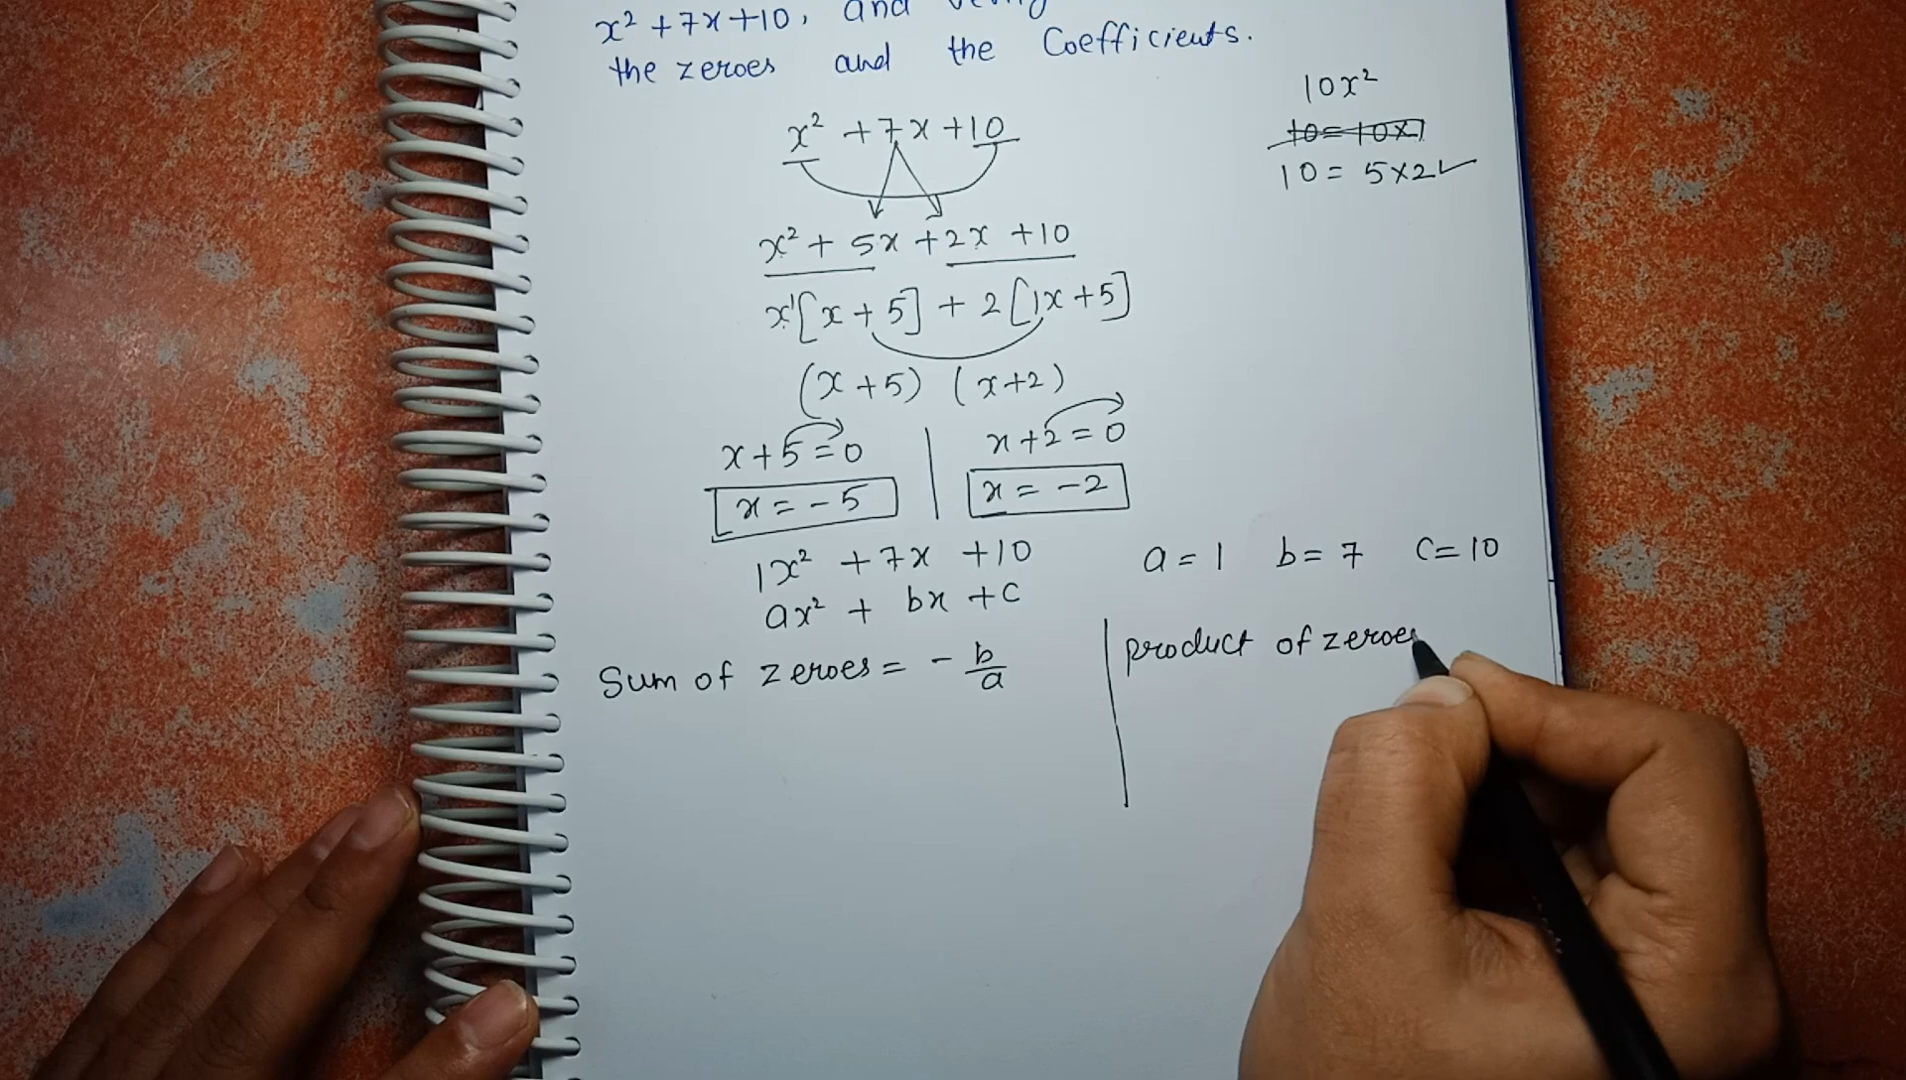 x² + 7x + 10, and
the zeroes and the Coefficients.
10x²
x² + 7x + 10
10 = 10 × 1
10 = 5 × 2 ✓
x² + 5x + 2x + 10
x¹[x + 5] + 2[1x + 5]
(x + 5) (x + 2)
x + 5 = 0
x + 2 = 0
x = -5
x = -2
1x² + 7x + 10
a = 1 b = 7 c = 10
ax² + bx + c
Sum of zeroes = - b/a
product of zeroes